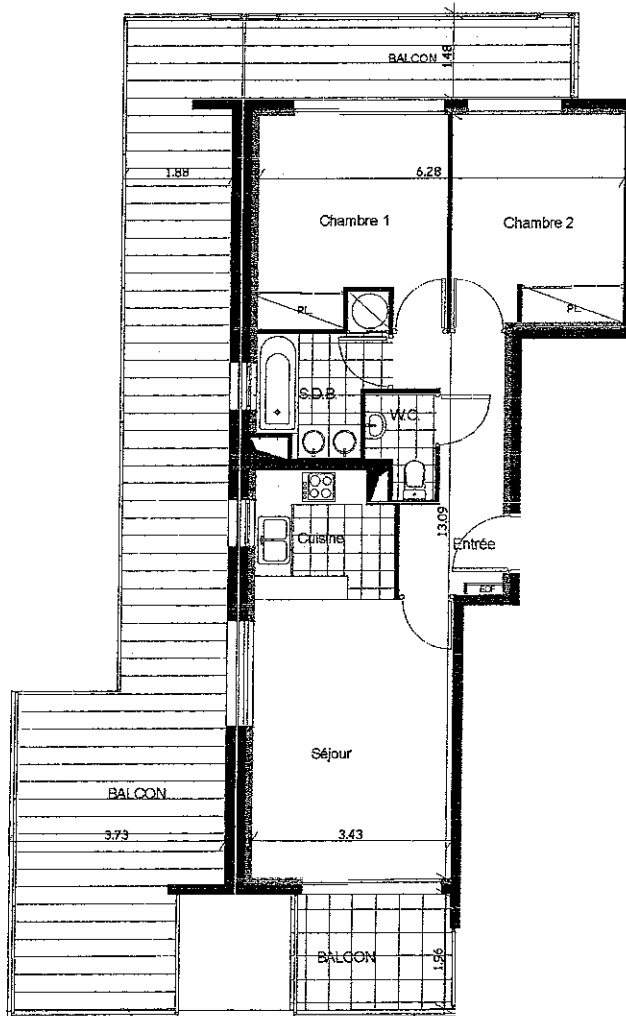 BALCON
1.48
1.88
6.28
Chambre 1
Chambre 2
PL.
PL.
S.D.B.
W.C.
13.09
Cuisine
Entrée
EDF
Séjour
BALCON
3.73
3.43
BALCON
1.96